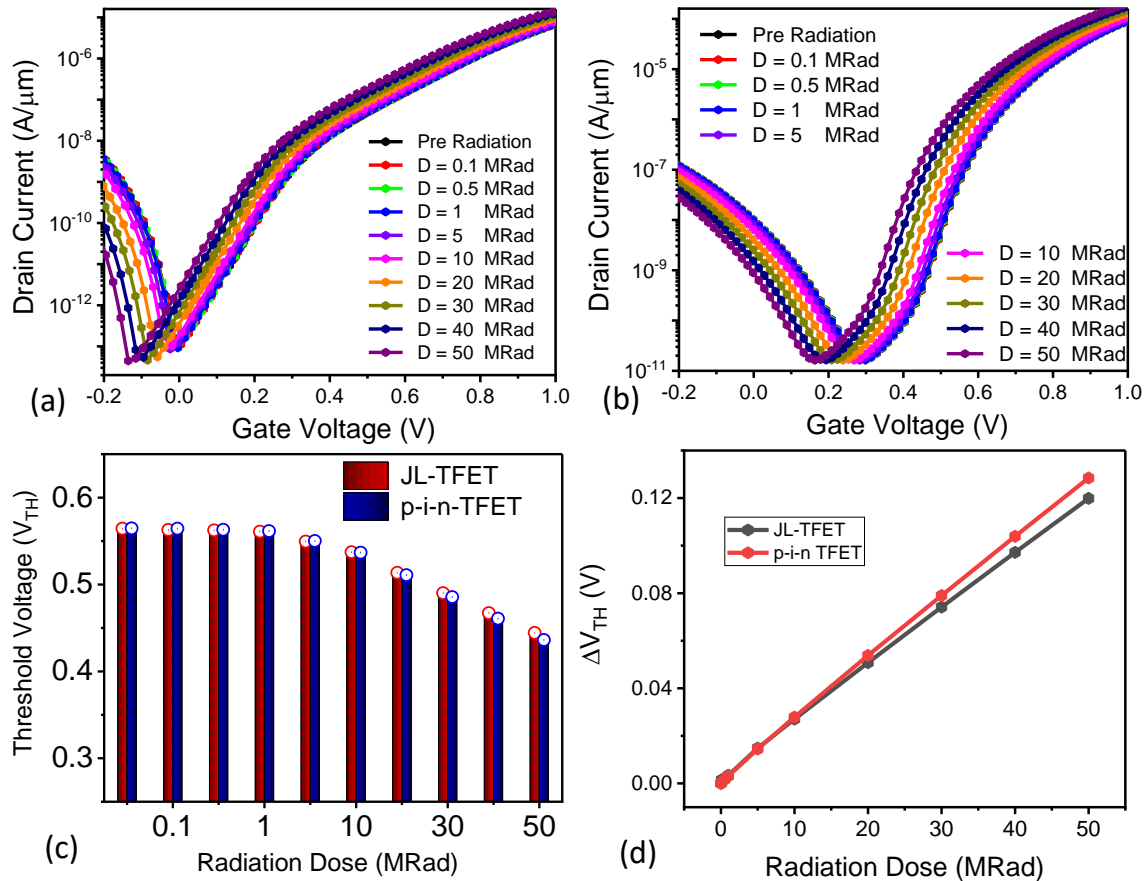 10⁻⁶
10⁻⁸
10⁻¹⁰
10⁻¹²
Drain Current (A/μm)
Pre Radiation
D = 0.1 MRad
D = 0.5 MRad
D = 1 MRad
D = 5 MRad
D = 10 MRad
D = 20 MRad
D = 30 MRad
D = 40 MRad
D = 50 MRad
-0.2 0.0 0.2 0.4 0.6 0.8 1.0
(a)
Gate Voltage (V)
10⁻⁵
10⁻⁷
10⁻⁹
10⁻¹¹
Drain Current (A/μm)
Pre Radiation
D = 0.1 MRad
D = 0.5 MRad
D = 1 MRad
D = 5 MRad
D = 10 MRad
D = 20 MRad
D = 30 MRad
D = 40 MRad
D = 50 MRad
-0.2 0.0 0.2 0.4 0.6 0.8 1.0
(b)
Gate Voltage (V)
0.6
0.5
0.4
0.3
Threshold Voltage (V_TH)
JL-TFET
p-i-n-TFET
0.1 1 10 30 50
(c)
Radiation Dose (MRad)
0.12
0.08
0.04
0.00
ΔV_TH (V)
JL-TFET
p-i-n TFET
0 10 20 30 40 50
(d)
Radiation Dose (MRad)